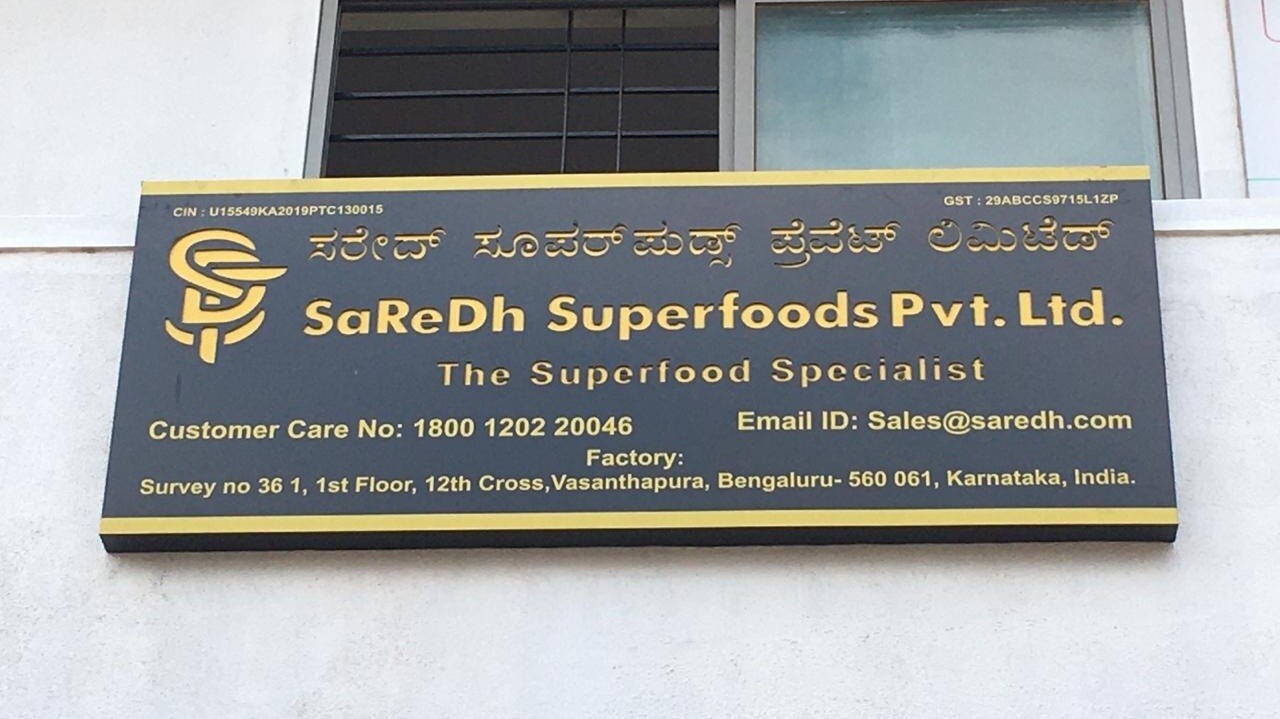 CIN : U15549KA2019PTC130015 GST : 29ABCCS9715L1ZP
ಸರೇದ್ ಸೂಪರ್ ಪುಡ್ಸ್ ಪ್ರೈವೆಟ್ ಲಿಮಿಟೆಡ್
SaReDh Superfoods Pvt. Ltd.
The Superfood Specialist
Customer Care No: 1800 1202 20046 Email ID: Sales@saredh.com
Factory:
Survey no 36 1, 1st Floor, 12th Cross,Vasanthapura, Bengaluru- 560 061, Karnataka, India.